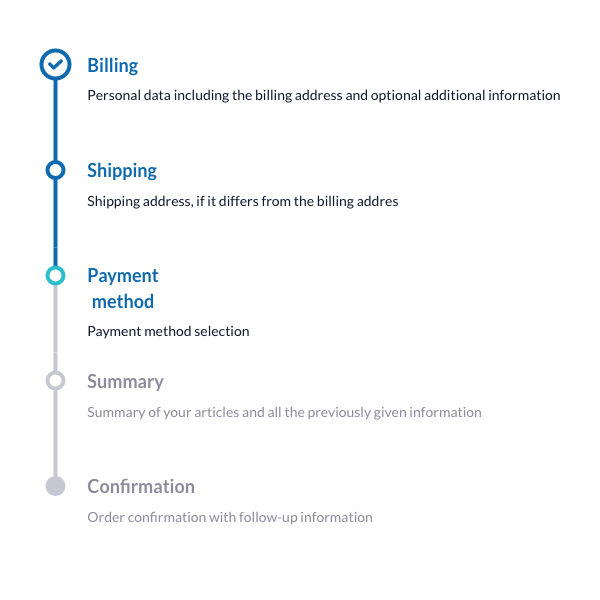 Billing
Personal data including the billing address and optional additional information
Shipping
Shipping address, if it differs from the billing addres
Payment
method
Payment method selection
Summary
Summary of your articles and all the previously given information
Confirmation
Order confirmation with follow-up information